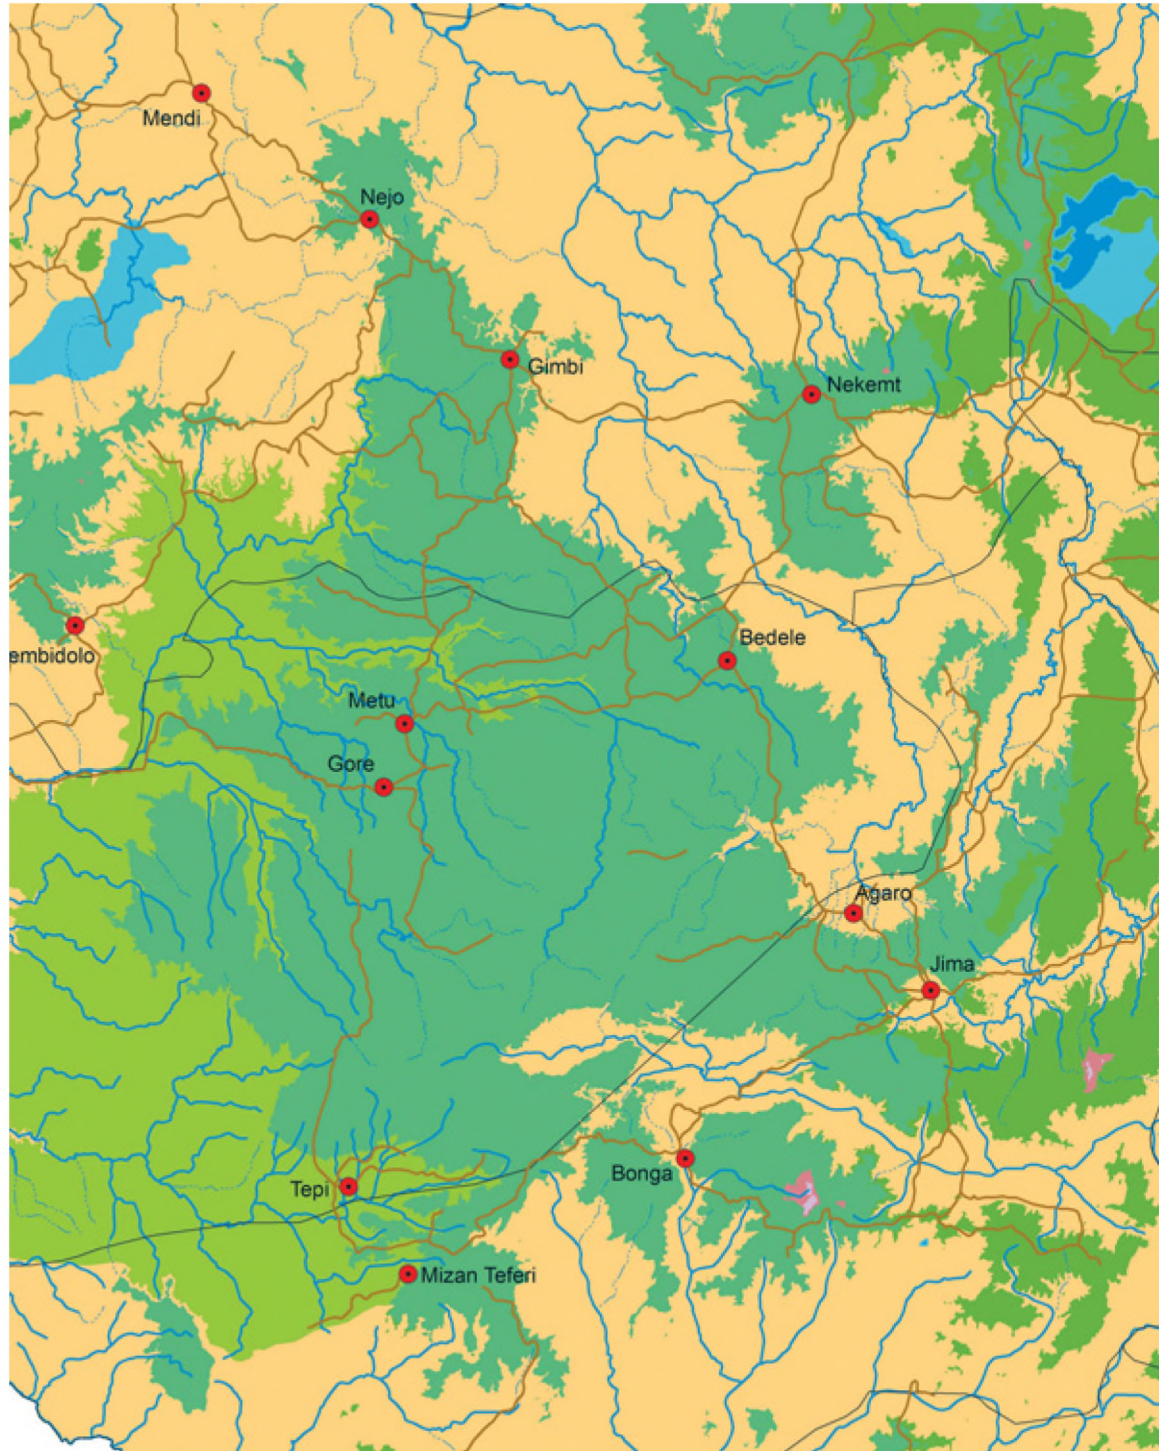 Mendi
Nejo
Gimbi
Nekemt
Bedele
embidolo
Metu
Gore
Agaro
Jima
Bonga
Tepi
Mizan Teferi